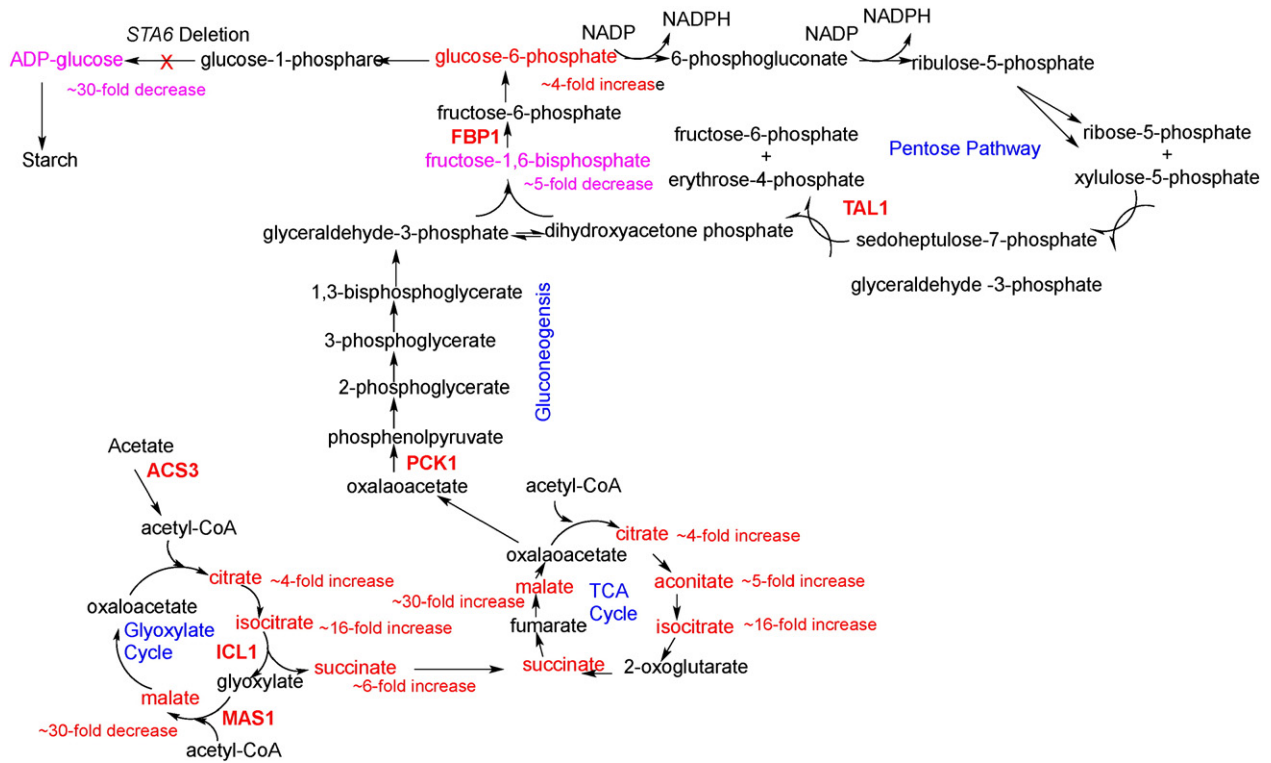 STA6 Deletion
ADP-glucose
X
glucose-1-phosphare
~30-fold decrease
Starch
glucose-6-phosphate
~4-fold increase
NADP
NADPH
6-phosphogluconate
NADP
NADPH
ribulose-5-phosphate
fructose-6-phosphate
FBP1
fructose-1,6-bisphosphate
~5-fold decrease
fructose-6-phosphate
+
erythrose-4-phosphate
Pentose Pathway
ribose-5-phosphate
+
xylulose-5-phosphate
TAL1
glyceraldehyde-3-phosphate
dihydroxyacetone phosphate
sedoheptulose-7-phosphate
glyceraldehyde -3-phosphate
1,3-bisphosphoglycerate
3-phosphoglycerate
2-phosphoglycerate
Gluconeogensis
phosphenolpyruvate
PCK1
oxalaoacetate
Acetate
ACS3
acetyl-CoA
citrate
~4-fold increase
oxaloacetate
Glyoxylate
Cycle
isocitrate
~16-fold increase
ICL1
glyoxylate
succinate
~6-fold increase
malate
~30-fold decrease
MAS1
acetyl-CoA
acetyl-CoA
citrate
~4-fold increase
oxalaoacetate
aconitate
~5-fold increase
malate
~30-fold increase
TCA
Cycle
isocitrate
~16-fold increase
fumarate
succinate
2-oxoglutarate